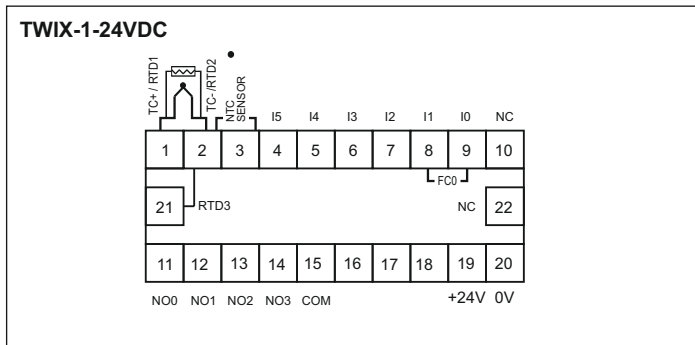 TWIX-1-24VDC
TC+ / RTD1
TC- /RTD2
NTC
SENSOR
I5 I4 I3 I2 I1 I0 NC
1 2 3 4 5 6 7 8 9 10
FC0
21 RTD3 NC 22
11 12 13 14 15 16 17 18 19 20
NO0 NO1 NO2 NO3 COM +24V 0V